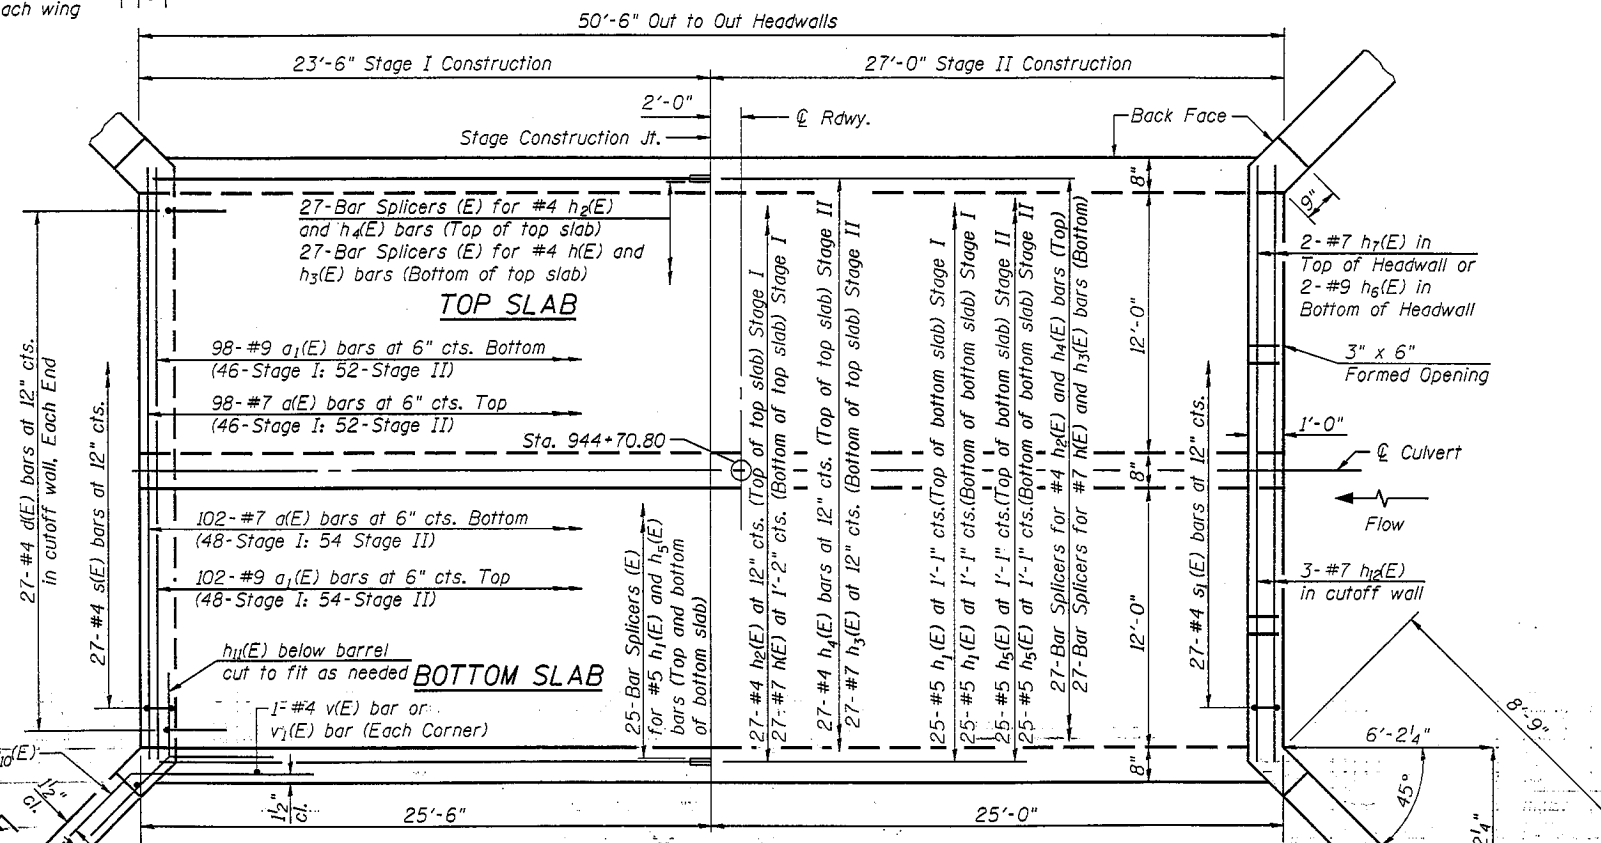 ach wing
50'-6" Out to Out Headwalls
23'-6" Stage I Construction
27'-0" Stage II Construction
2'-0"
℄ Rdwy.
Stage Construction Jt.
Back Face
8"
9"
27-Bar Splicers (E) for #4 h2(E)
and h4(E) bars (Top of top slab)
27-Bar Splicers (E) for #4 h(E) and
h3(E) bars (Bottom of top slab)
TOP SLAB
98-#9 a1(E) bars at 6" cts. Bottom
(46-Stage I: 52-Stage II)
98-#7 a(E) bars at 6" cts. Top
(46-Stage I: 52-Stage II)
Sta. 944+70.80
27-#4 d(E) bars at 12" cts.
in cutoff wall, Each End
27-#4 s(E) bars at 12" cts.
102-#7 a(E) bars at 6" cts. Bottom
(48-Stage I: 54 Stage II)
102-#9 a1(E) bars at 6" cts. Top
(48-Stage I: 54-Stage II)
h11(E) below barrel
cut to fit as needed
BOTTOM SLAB
1-#4 v(E) bar or
v1(E) bar (Each Corner)
25-Bar Splicers (E)
for #5 h1(E) and h5(E)
bars (Top and bottom
of bottom slab)
27-#4 h2(E) at 12" cts. (Top of top slab) Stage I
27-#7 h(E) at 1'-2" cts. (Bottom of top slab) Stage I
27-#4 h4(E) bars at 12" cts. (Top of top slab) Stage II
27-#7 h3(E) at 12" cts. (Bottom of top slab) Stage II
25-#5 h1(E) at 1'-1" cts.(Top of bottom slab) Stage I
25-#5 h1(E) at 1'-1" cts.(Bottom of bottom slab) Stage I
25-#5 h5(E) at 1'-1" cts.(Top of bottom slab) Stage II
25-#5 h5(E) at 1'-1" cts.(Bottom of bottom slab) Stage II
27-Bar Splicers for #4 h2(E) and h4(E) bars (Top)
27-Bar Splicers for #7 h(E) and h3(E) bars (Bottom)
12'-0"
8"
12'-0"
8"
2-#7 h7(E) in
Top of Headwall or
2-#9 h6(E) in
Bottom of Headwall
3" x 6"
Formed Opening
1'-0"
℄ Culvert
Flow
27-#4 s1(E) bars at 12" cts.
3-#7 h12(E)
in cutoff wall
8'-9"
6'-2¼"
45°
2¼"
10(E)
1½"
cl.
1½"
cl.
25'-6"
25'-0"